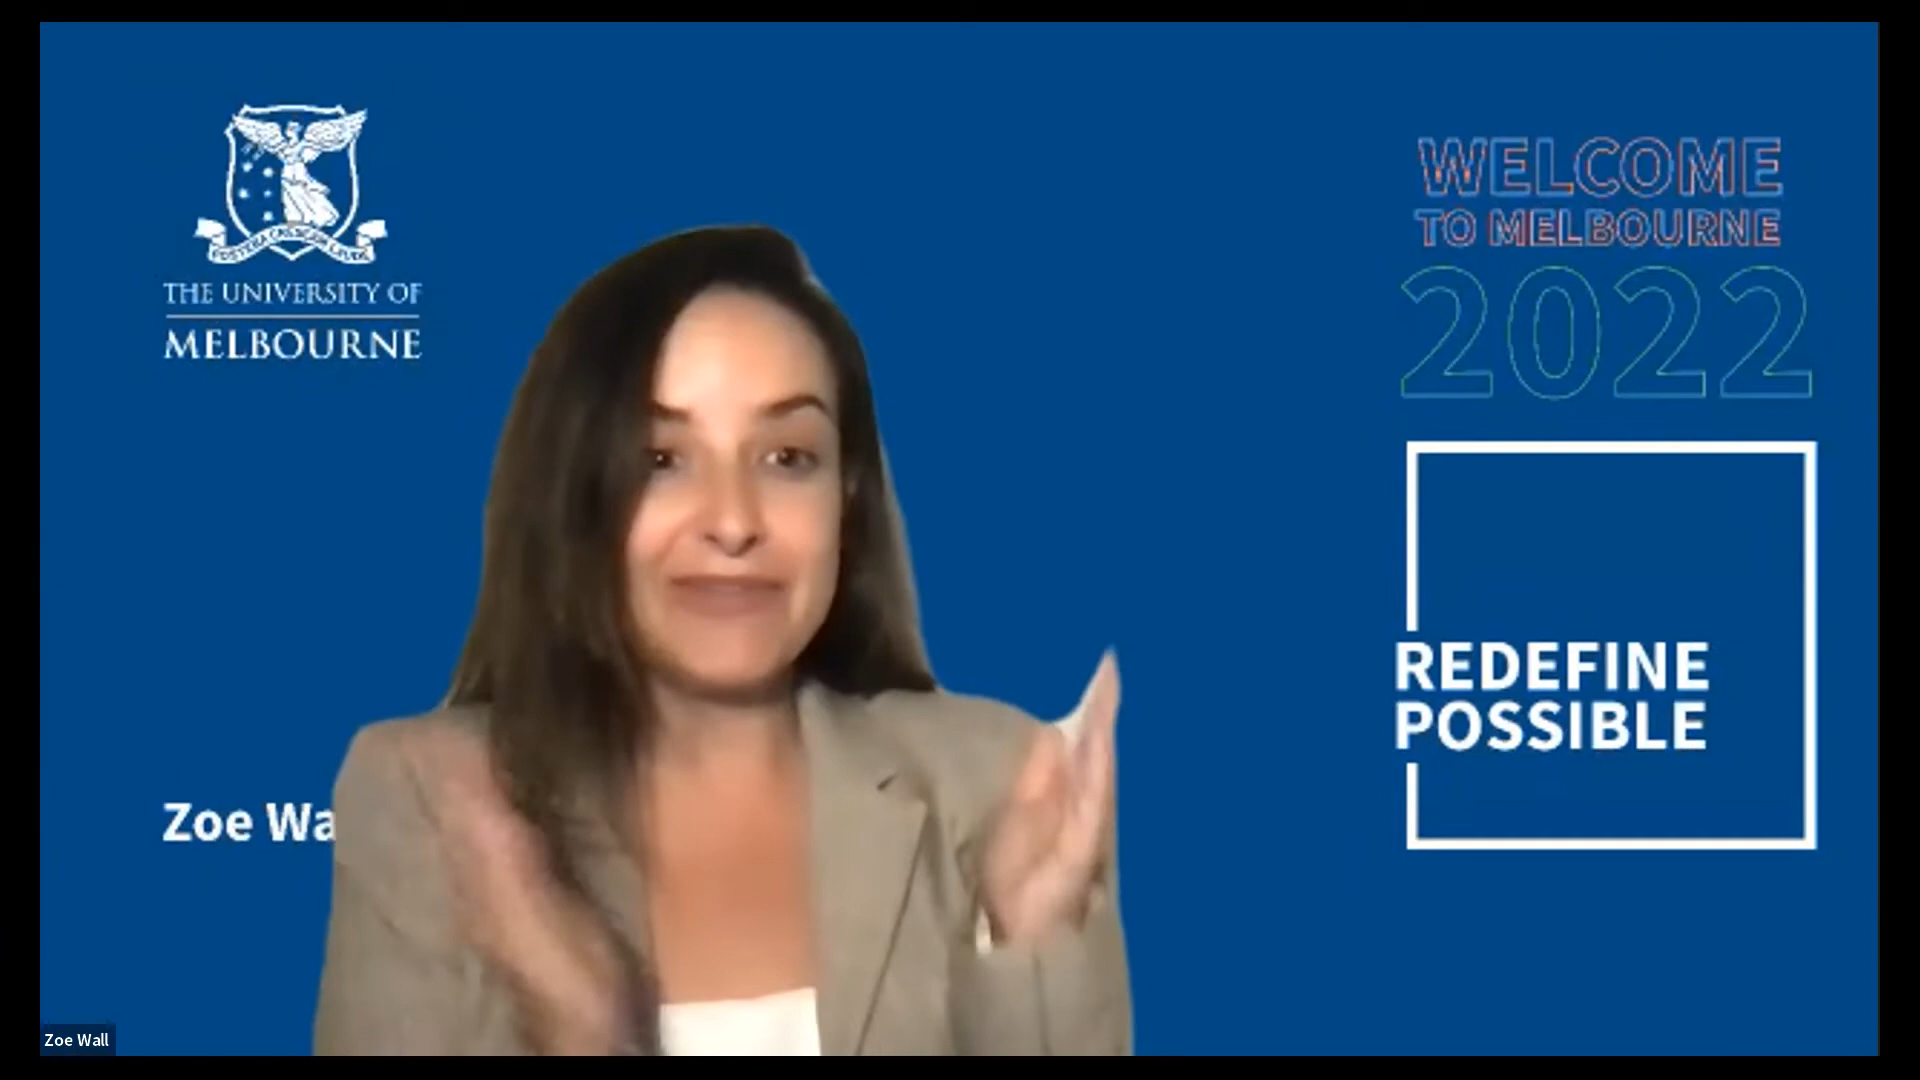 THE UNIVERSITY OF
MELBOURNE
WELCOME
TO MELBOURNE
2022
REDEFINE
POSSIBLE
Zoe Wa
Zoe Wall